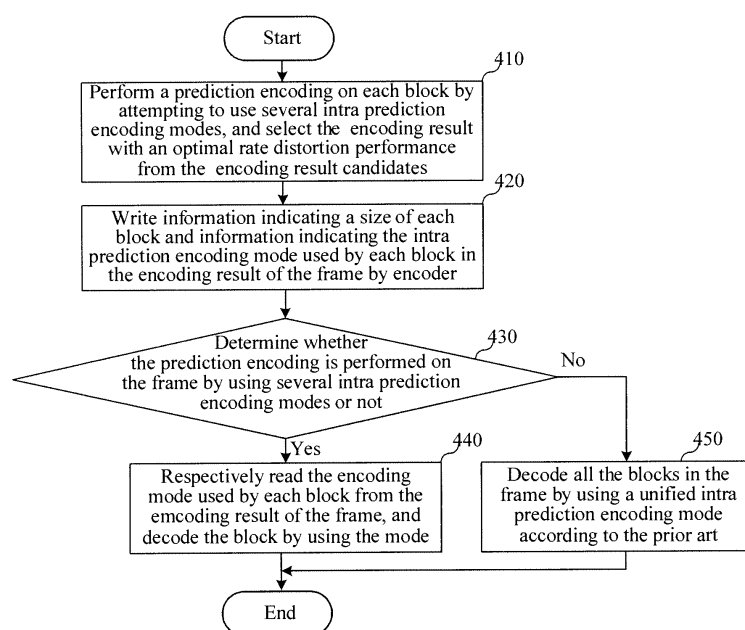 Start
410
Perform a prediction encoding on each block by
attempting to use several intra prediction
encoding modes, and select the encoding result
with an optimal rate distortion performance
from the encoding result candidates
420
Write information indicating a size of each
block and information indicating the intra
prediction encoding mode used by each block in
the encoding result of the frame by encoder
430
Determine whether
the prediction encoding is performed on
the frame by using several intra prediction
encoding modes or not
No
Yes
440
Respectively read the encoding
mode used by each block from the
emcoding result of the frame, and
decode the block by using the mode
450
Decode all the blocks in the
frame by using a unified intra
prediction encoding mode
according to the prior art
End